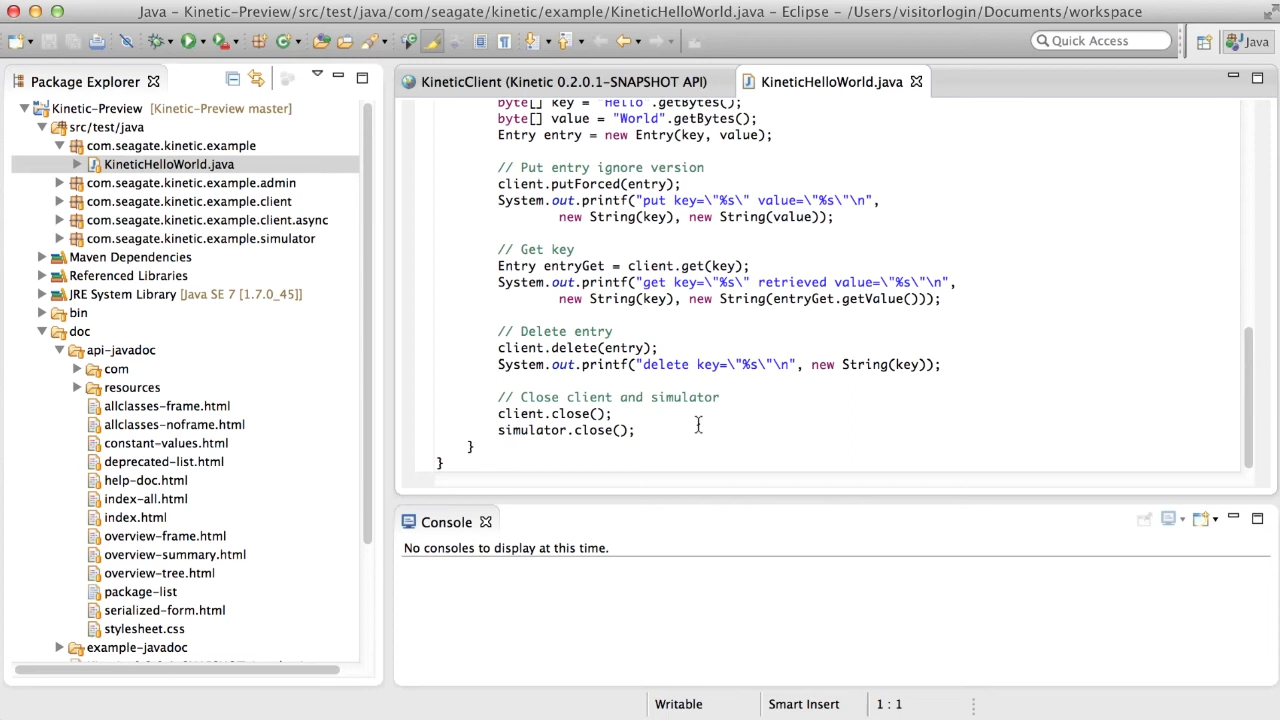 Java - Kinetic-Preview/src/test/java/com/seagate/kinetic/example/KineticHelloWorld.java - Eclipse - /Users/visitorlogin/Documents/workspace
Quick Access
Java
Package Explorer
Kinetic-Preview [Kinetic-Preview master]
src/test/java
com.seagate.kinetic.example
KineticHelloWorld.java
com.seagate.kinetic.example.admin
com.seagate.kinetic.example.client
com.seagate.kinetic.example.client.async
com.seagate.kinetic.example.simulator
Maven Dependencies
Referenced Libraries
JRE System Library [Java SE 7 [1.7.0_45]]
bin
doc
api-javadoc
com
resources
allclasses-frame.html
allclasses-noframe.html
constant-values.html
deprecated-list.html
help-doc.html
index-all.html
index.html
overview-frame.html
overview-summary.html
overview-tree.html
package-list
serialized-form.html
stylesheet.css
example-javadoc
KineticClient (Kinetic 0.2.0.1-SNAPSHOT API)
KineticHelloWorld.java
byte[] key = "Hello".getBytes();
byte[] value = "World".getBytes();
Entry entry = new Entry(key, value);
// Put entry ignore version
client.putForced(entry);
System.out.printf("put key=\"%s\" value=\"%s\"\n",
new String(key), new String(value));
// Get key
Entry entryGet = client.get(key);
System.out.printf("get key=\"%s\" retrieved value=\"%s\"\n",
new String(key), new String(entryGet.getValue()));
// Delete entry
client.delete(entry);
System.out.printf("delete key=\"%s\"\n", new String(key));
// Close client and simulator
client.close();
simulator.close();
}
}
Console
No consoles to display at this time.
Writable
Smart Insert
1 : 1